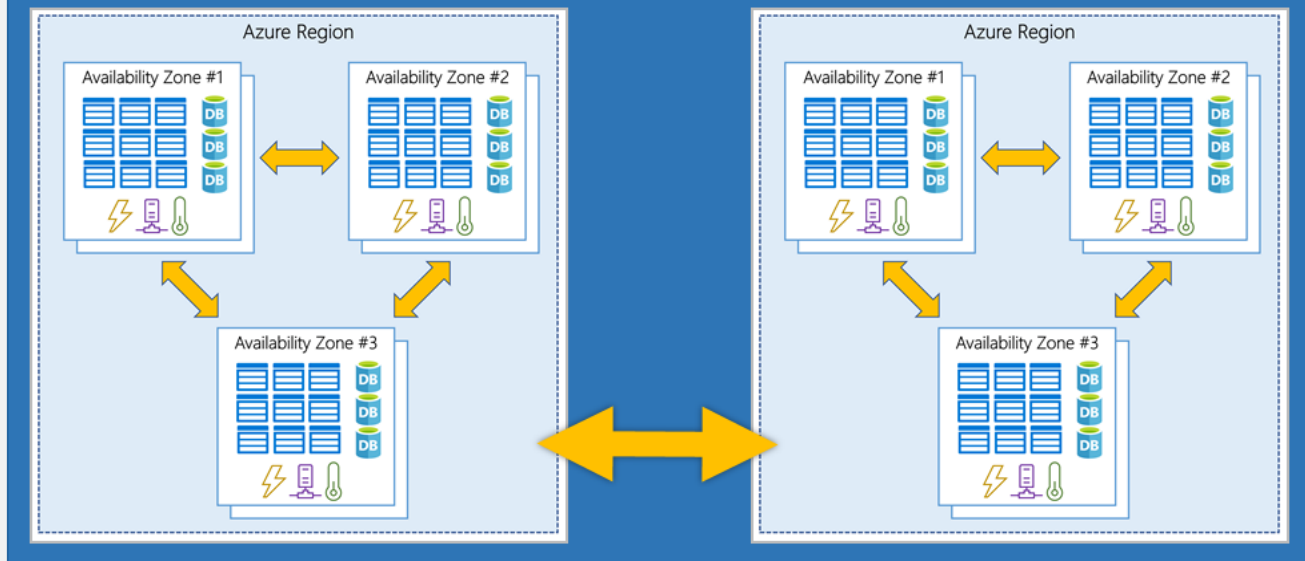 Azure Region
Availability Zone #1
DB
DB
DB
Availability Zone #2
DB
DB
DB
Availability Zone #3
DB
DB
DB
Azure Region
Availability Zone #1
DB
DB
DB
Availability Zone #2
DB
DB
DB
Availability Zone #3
DB
DB
DB